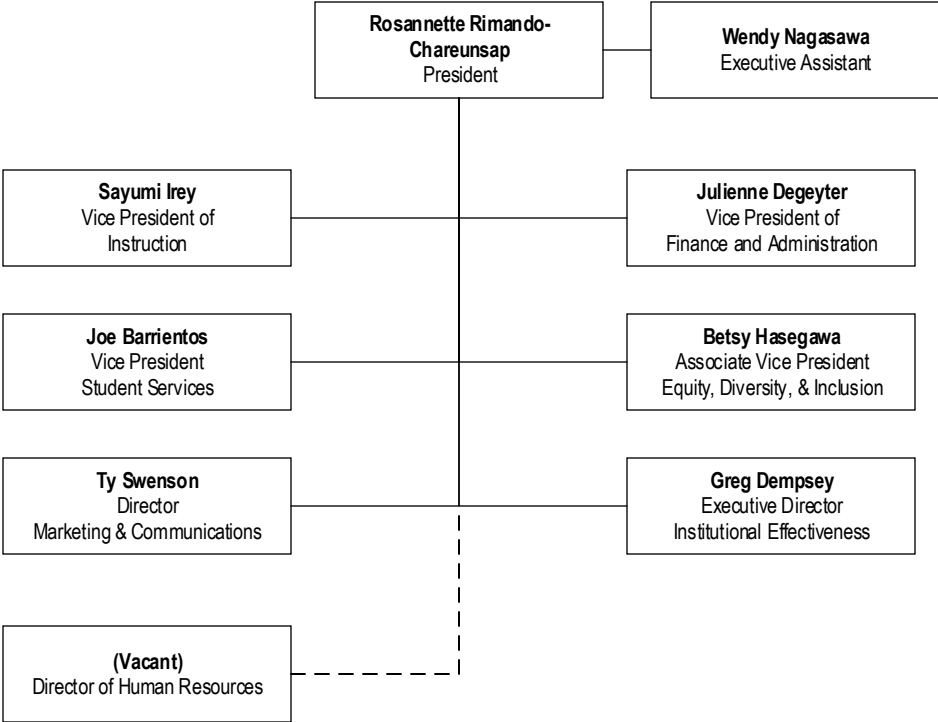 Rosannette Rimando-
Chareunsap
President
Wendy Nagasawa
Executive Assistant
Sayumi Irey
Vice President of
Instruction
Julienne Degeyter
Vice President of
Finance and Administration
Joe Barrientos
Vice President
Student Services
Betsy Hasegawa
Associate Vice President
Equity, Diversity, & Inclusion
Ty Swenson
Director
Marketing & Communications
Greg Dempsey
Executive Director
Institutional Effectiveness
(Vacant)
Director of Human Resources